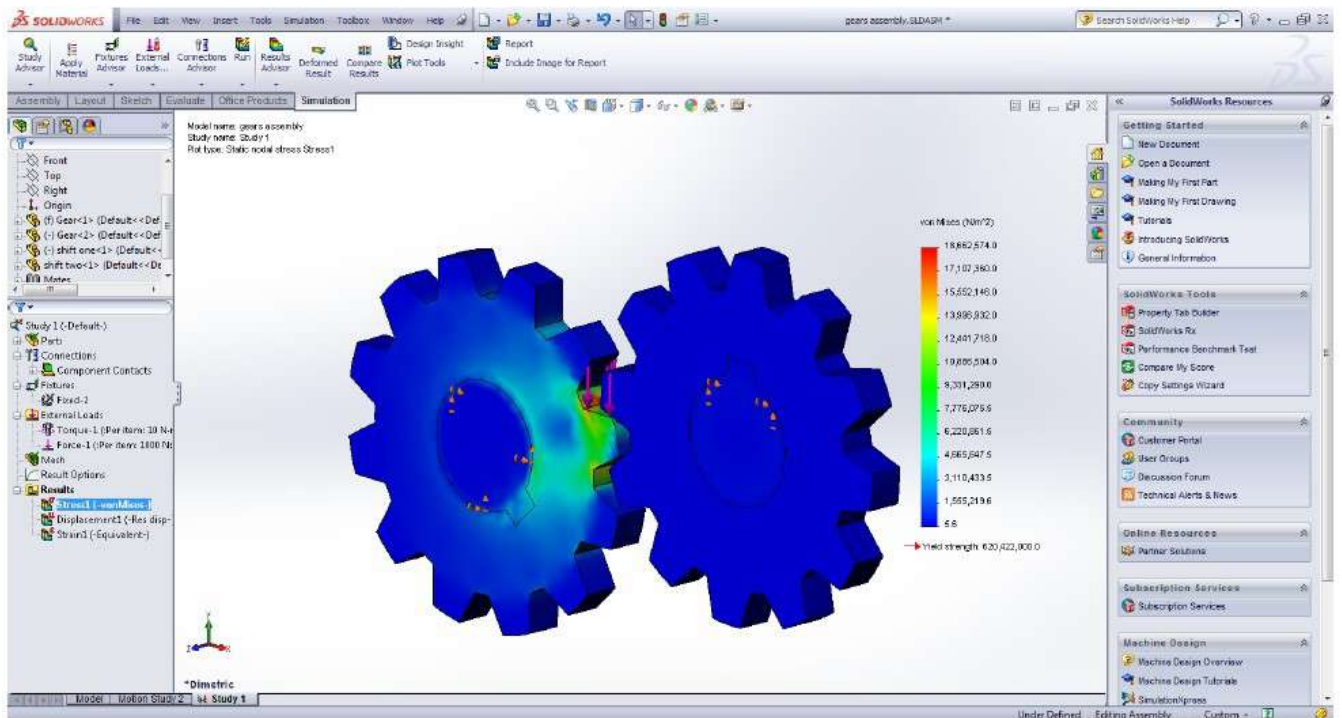 SOLIDWORKS File Edit View Insert Tools Simulation Toolbox Window Help
gears assembly.SLDASM *
Search SolidWorks Help
Study Advisor
Apply Material
Fixtures Advisor
External Loads...
Connections Advisor
Run
Results Advisor
Deformed Result
Compare Results
Design Insight
Plot Tools
Report
Include Image for Report
Assembly Layout Sketch Evaluate Office Products Simulation
Model name: gears assembly
Study name: Study 1
Plot type: Static nodal stress Stress1
Front
Top
Right
Origin
(f) Gear<1> (Default<<Def
(-) Gear<2> (Default<<Def
(-) shift one<1> (Default<<
shift two<1> (Default<<De
Mates
Study 1 (-Default-)
Parts
Connections
Component Contacts
Fixtures
Fixed-2
External Loads
Torque-1 (:Per item: 10 N-
Force-1 (:Per item: 1000 N:
Mesh
Result Options
Results
Stress1 (-vonMises-)
Displacement1 (-Res disp-
Strain1 (-Equivalent-)
von Mises (N/m^2)
18,662,574.0
17,107,360.0
15,552,146.0
13,996,932.0
12,441,718.0
10,886,504.0
9,331,290.0
7,776,076.5
6,220,861.5
4,665,647.5
3,110,433.5
1,555,219.6
5.6
Yield strength: 620,422,000.0
*Dimetric
Model Motion Study 2 Study 1
SolidWorks Resources
Getting Started
New Document
Open a Document
Making My First Part
Making My First Drawing
Tutorials
Introducing SolidWorks
General Information
SolidWorks Tools
Property Tab Builder
SolidWorks Rx
Performance Benchmark Test
Compare My Score
Copy Settings Wizard
Community
Customer Portal
User Groups
Discussion Forum
Technical Alerts & News
Online Resources
Partner Solutions
Subscription Services
Subscription Services
Machine Design
Machine Design Overview
Machine Design Tutorials
SimulationXpress
Under Defined Editing Assembly Custom